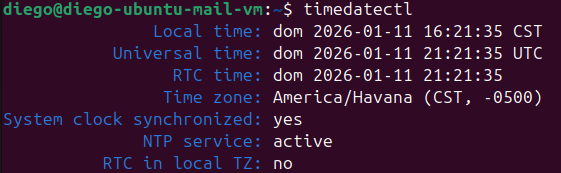 diego@diego-ubuntu-mail-vm:~$ timedatectl
Local time: dom 2026-01-11 16:21:35 CST
Universal time: dom 2026-01-11 21:21:35 UTC
RTC time: dom 2026-01-11 21:21:35
Time zone: America/Havana (CST, -0500)
System clock synchronized: yes
NTP service: active
RTC in local TZ: no